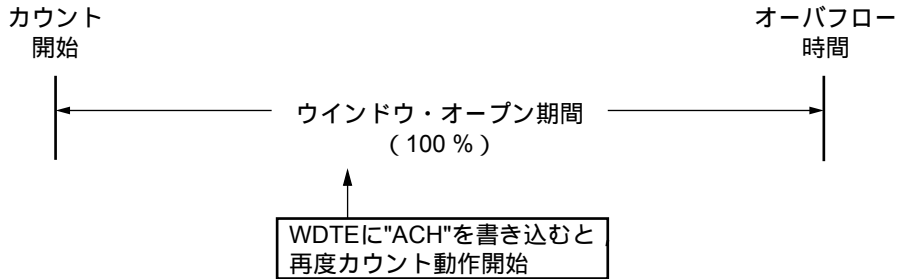 カウント
開始
オーバフロー
時間
ウインドウ・オープン期間
(100 %)
WDTEに"ACH"を書き込むと
再度カウント動作開始